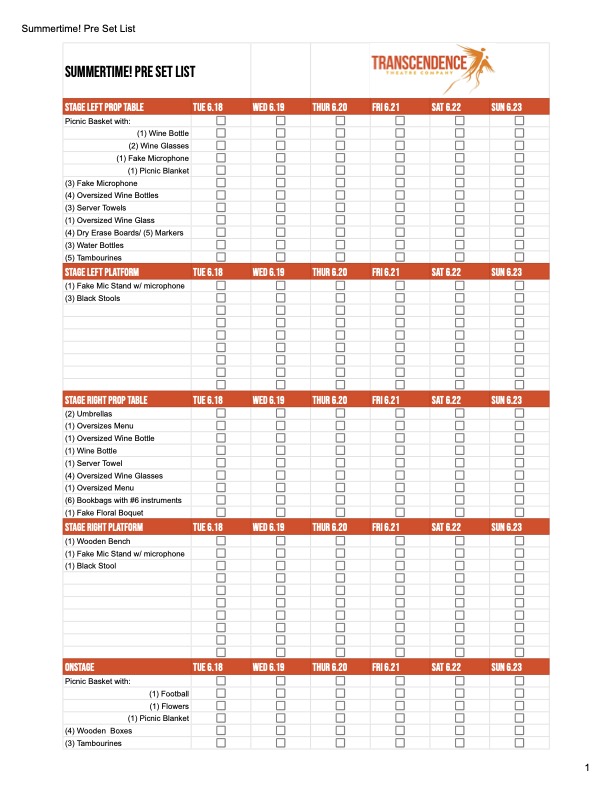 Summertime! Pre Set List
SUMMERTIME! PRE SET LIST
TRANSCENDENCE
THEATRE COMPANY
STAGE LEFT PROP TABLE TUE 6.18 WED 6.19 THUR 6.20 FRI 6.21 SAT 6.22 SUN 6.23
Picnic Basket with:
(1) Wine Bottle
(2) Wine Glasses
(1) Fake Microphone
(1) Picnic Blanket
(3) Fake Microphone
(4) Oversized Wine Bottles
(3) Server Towels
(1) Oversized Wine Glass
(4) Dry Erase Boards/ (5) Markers
(3) Water Bottles
(5) Tambourines
STAGE LEFT PLATFORM TUE 6.18 WED 6.19 THUR 6.20 FRI 6.21 SAT 6.22 SUN 6.23
(1) Fake Mic Stand w/ microphone
(3) Black Stools
STAGE RIGHT PROP TABLE TUE 6.18 WED 6.19 THUR 6.20 FRI 6.21 SAT 6.22 SUN 6.23
(2) Umbrellas
(1) Oversizes Menu
(1) Oversized Wine Bottle
(1) Wine Bottle
(1) Server Towel
(4) Oversized Wine Glasses
(1) Oversized Menu
(6) Bookbags with #6 instruments
(1) Fake Floral Boquet
STAGE RIGHT PLATFORM TUE 6.18 WED 6.19 THUR 6.20 FRI 6.21 SAT 6.22 SUN 6.23
(1) Wooden Bench
(1) Fake Mic Stand w/ microphone
(1) Black Stool
ONSTAGE TUE 6.18 WED 6.19 THUR 6.20 FRI 6.21 SAT 6.22 SUN 6.23
Picnic Basket with:
(1) Football
(1) Flowers
(1) Picnic Blanket
(4) Wooden Boxes
(3) Tambourines
1